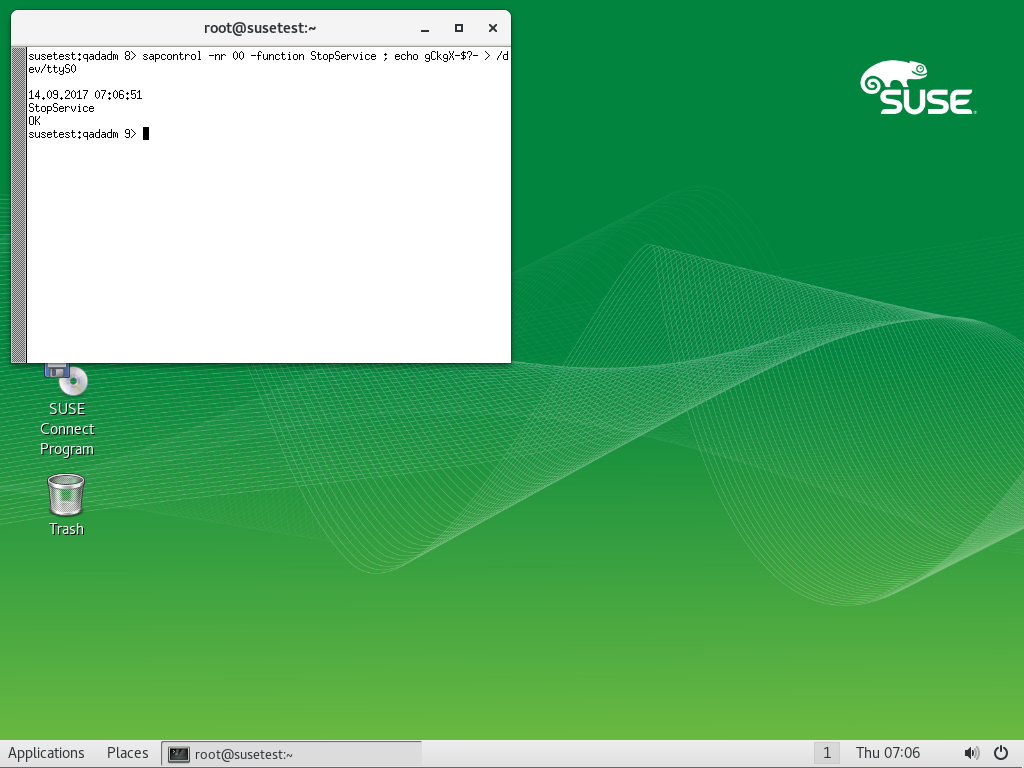 root@susetest:~
susetest:qadadm 8> sapcontrol -nr 00 -function StopService ; echo gCkgX-$?- > /d
ev/ttyS0
14.09.2017 07:06:51
StopService
OK
susetest:qadadm 9>
SUSE
SUSE
Connect
Program
Trash
Applications Places root@susetest:~ 1 Thu 07:06